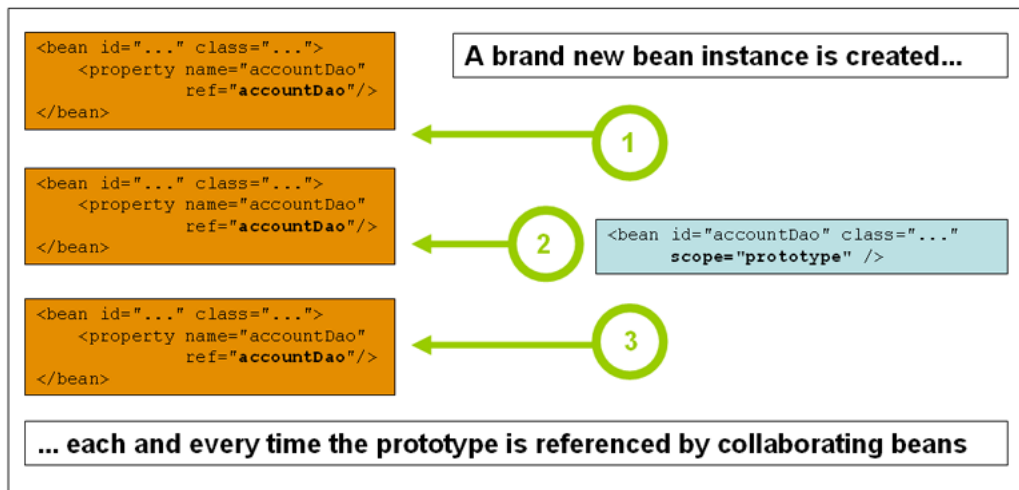 <bean id="..." class="...">
<property name="accountDao"
ref="accountDao"/>
</bean>
A brand new bean instance is created...
1
<bean id="..." class="...">
<property name="accountDao"
ref="accountDao"/>
</bean>
2
<bean id="accountDao" class="..."
scope="prototype" />
<bean id="..." class="...">
<property name="accountDao"
ref="accountDao"/>
</bean>
3
... each and every time the prototype is referenced by collaborating beans